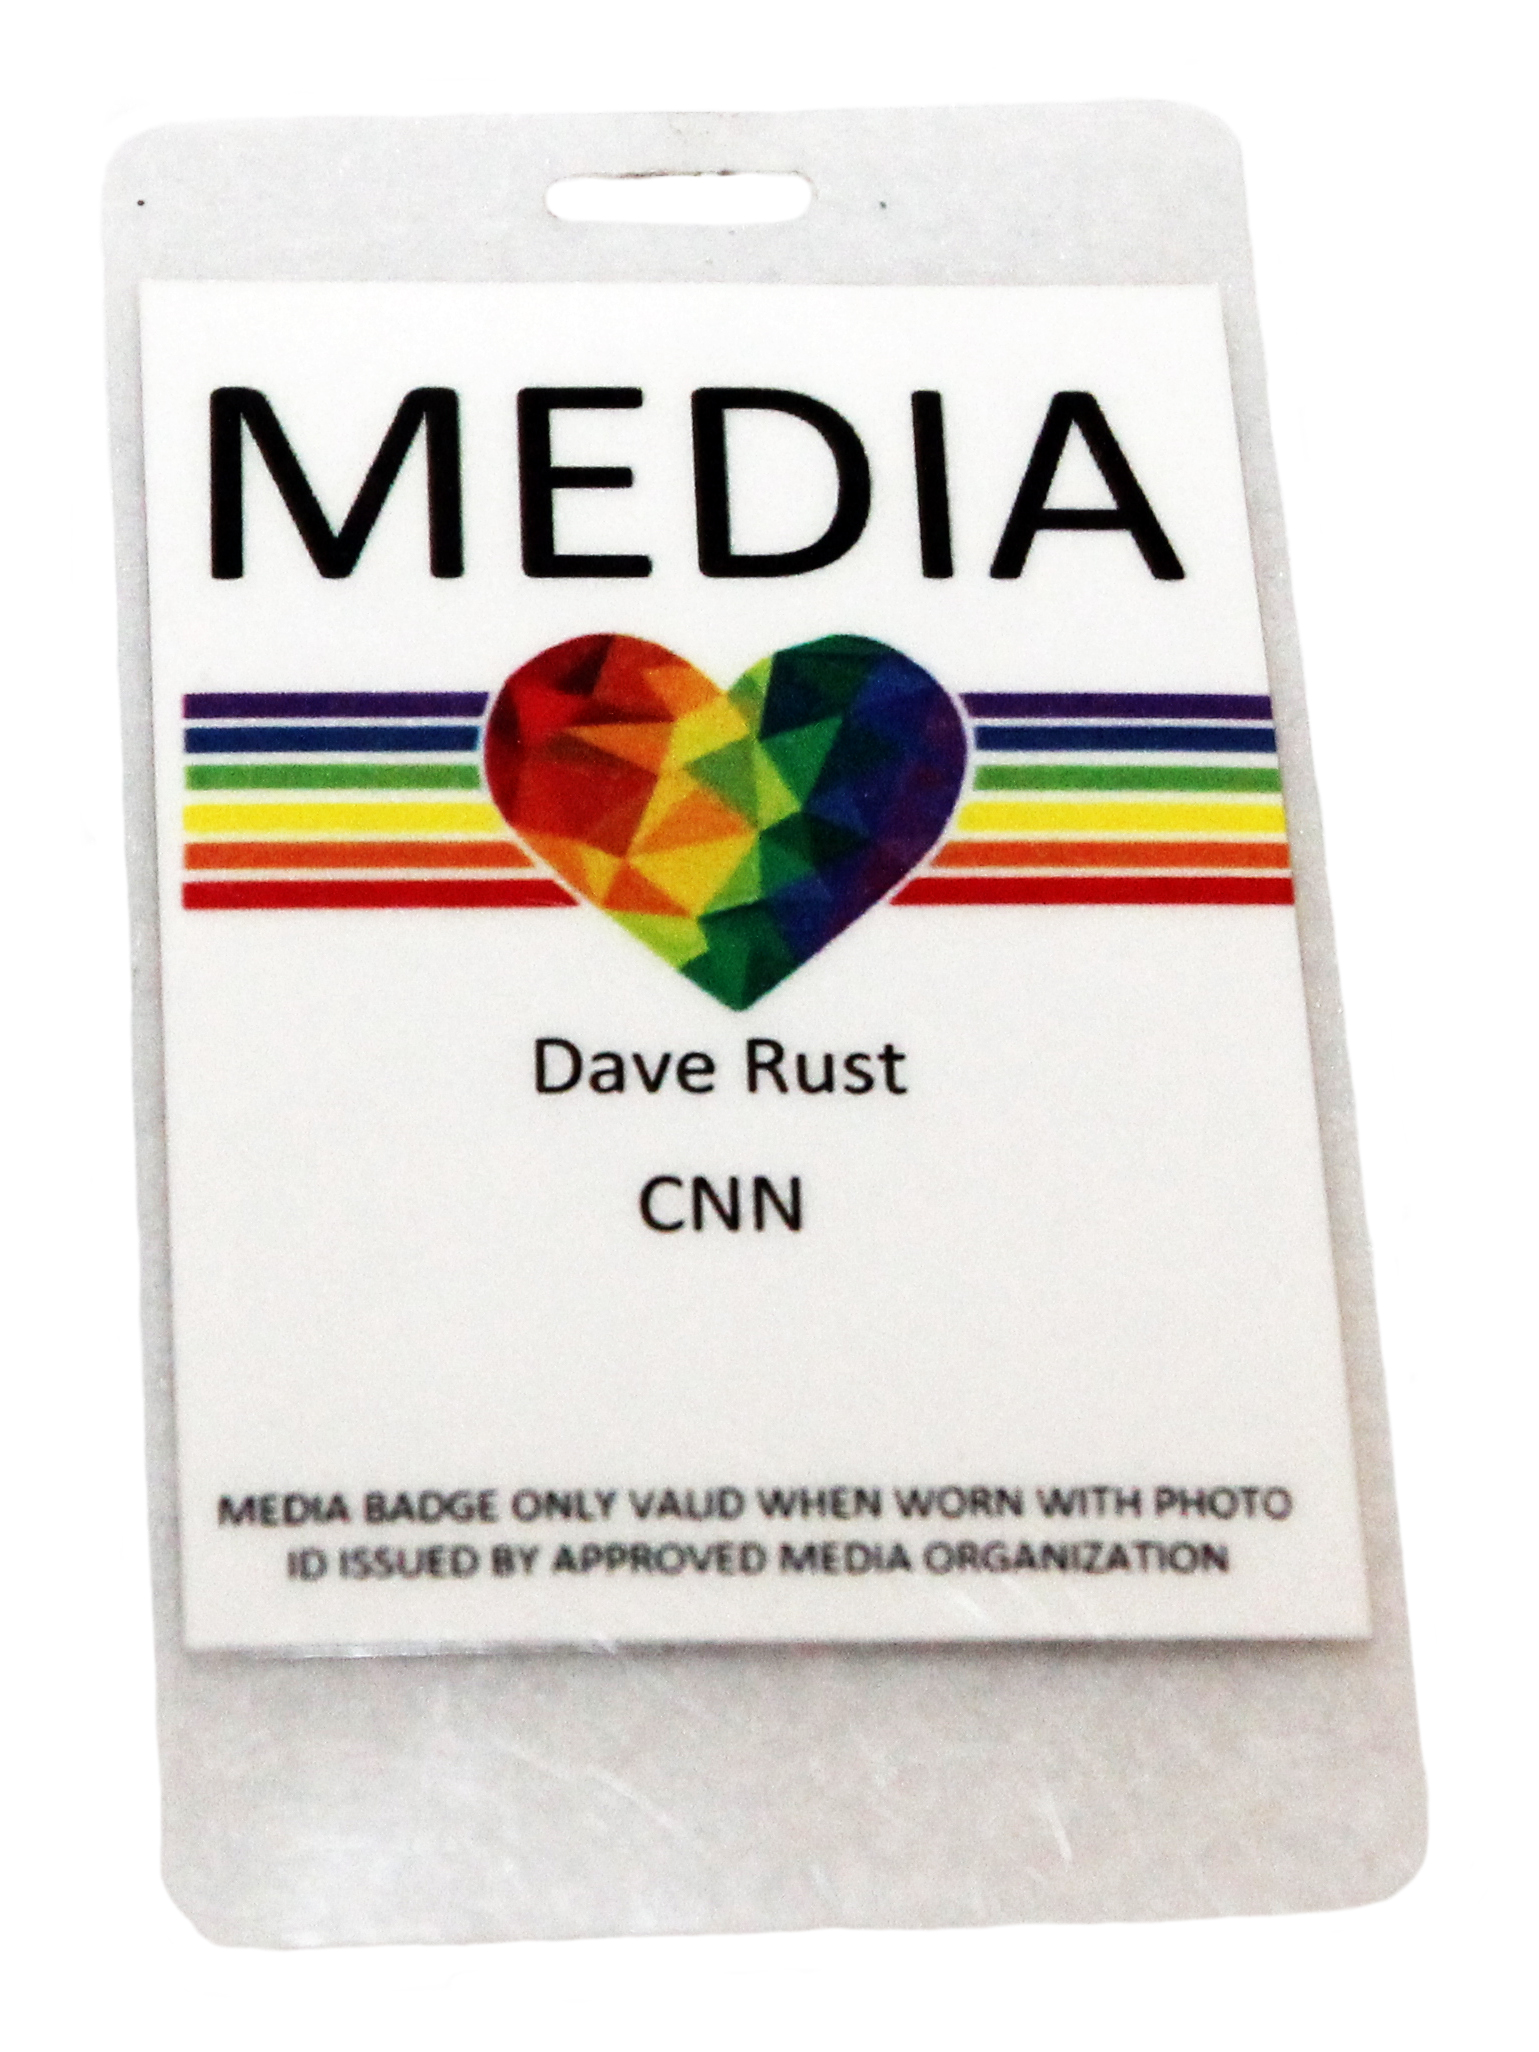 MEDIA
Dave Rust
CNN
MEDIA BADGE ONLY VALID WHEN WORN WITH PHOTO
ID ISSUED BY APPROVED MEDIA ORGANIZATION